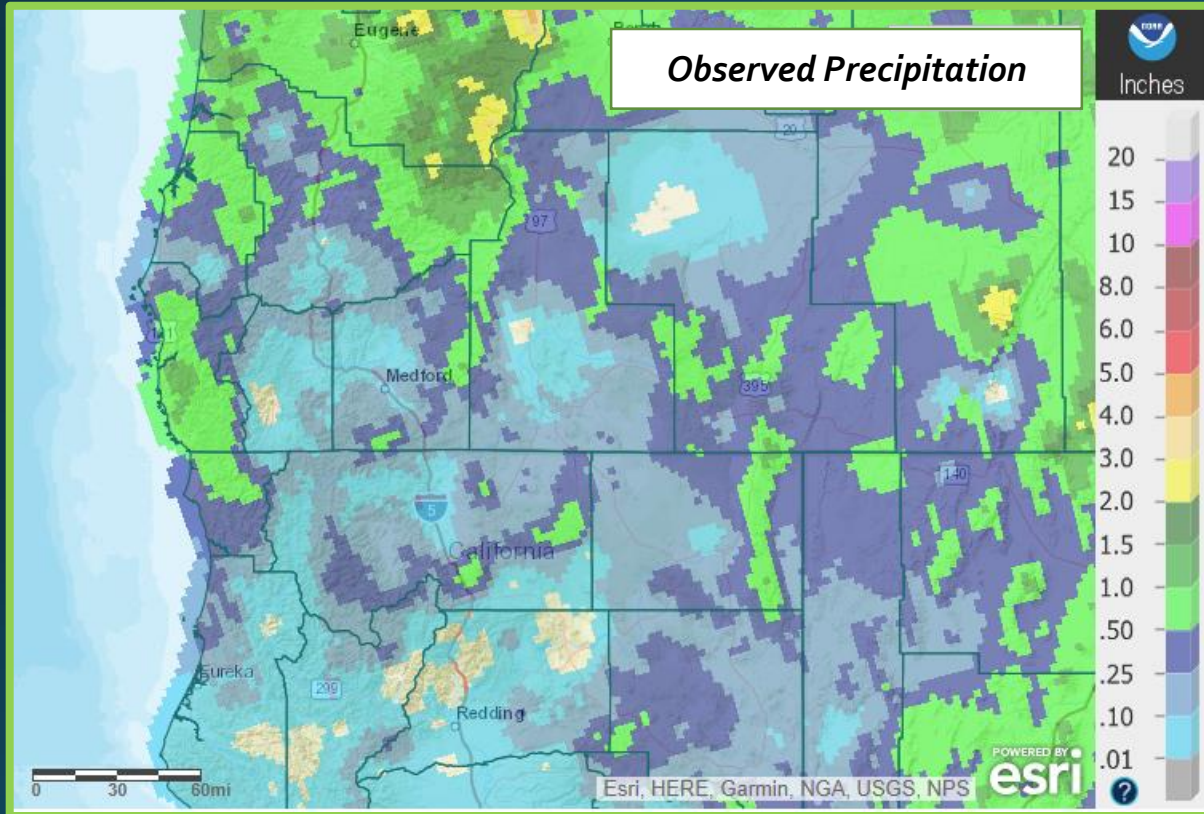 Eugene
Observed Precipitation
NOAA
Inches
20
15
10
8.0
6.0
5.0
4.0
3.0
2.0
1.5
1.0
.50
.25
.10
.01
?
20
97
Medford
395
140
5
California
Eureka
299
Redding
0 30 60mi
POWERED BY
esri
Esri, HERE, Garmin, NGA, USGS, NPS